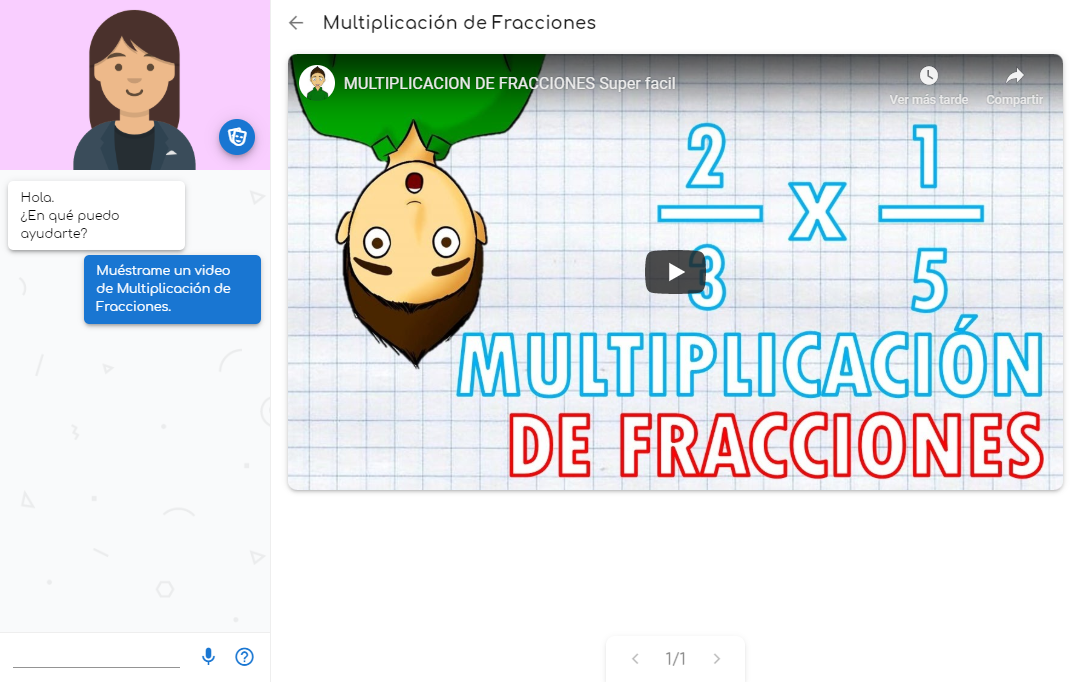 Multiplicación de Fracciones
MULTIPLICACION DE FRACCIONES Super facil
Ver más tarde
Compartir
2 x 1
3 5
MULTIPLICACIÓN
DE FRACCIONES
Hola.
¿En qué puedo
ayudarte?
Muéstrame un video
de Multiplicación de
Fracciones.
1/1